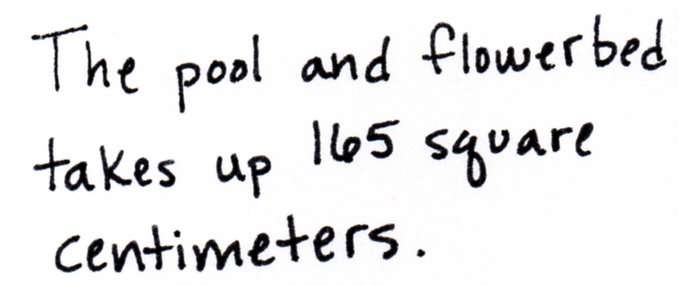 The pool and flowerbed
takes up 165 square
centimeters.